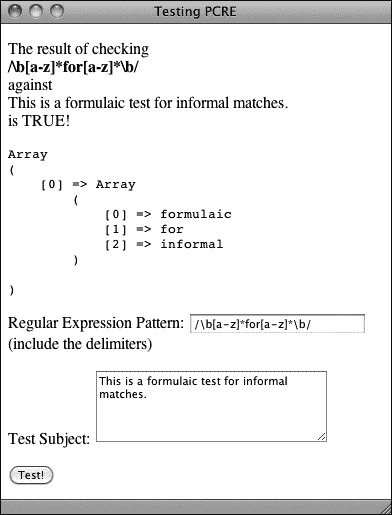 Testing PCRE
The result of checking
/\b[a-z]*for[a-z]*\b/
against
This is a formulaic test for informal matches.
is TRUE!
Array
(
[0] => Array
(
[0] => formulaic
[1] => for
[2] => informal
)
)
Regular Expression Pattern: /\b[a-z]*for[a-z]*\b/
(include the delimiters)
This is a formulaic test for informal
matches.
Test Subject:
Test!